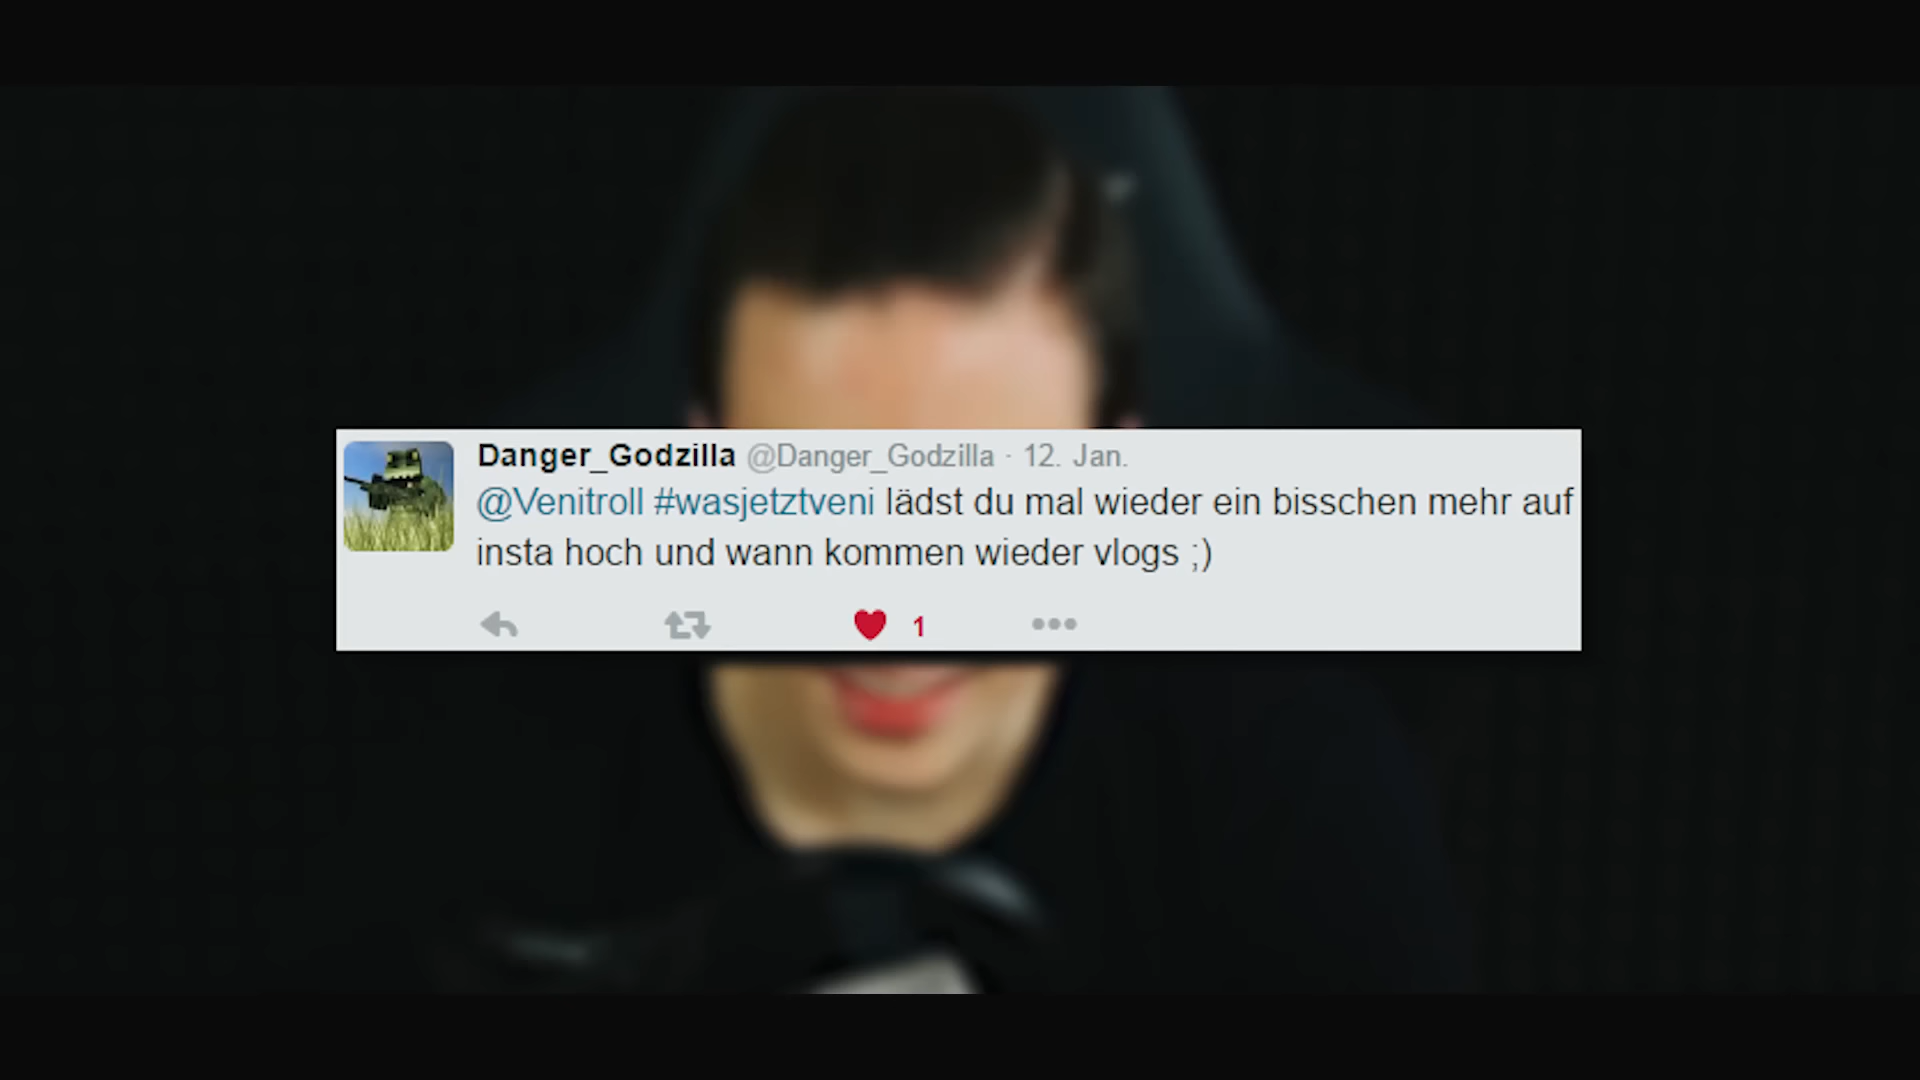 Danger_Godzilla @Danger_Godzilla · 12. Jan.
@Venitroll #wasjetztveni lädst du mal wieder ein bisschen mehr auf
insta hoch und wann kommen wieder vlogs ;)
1